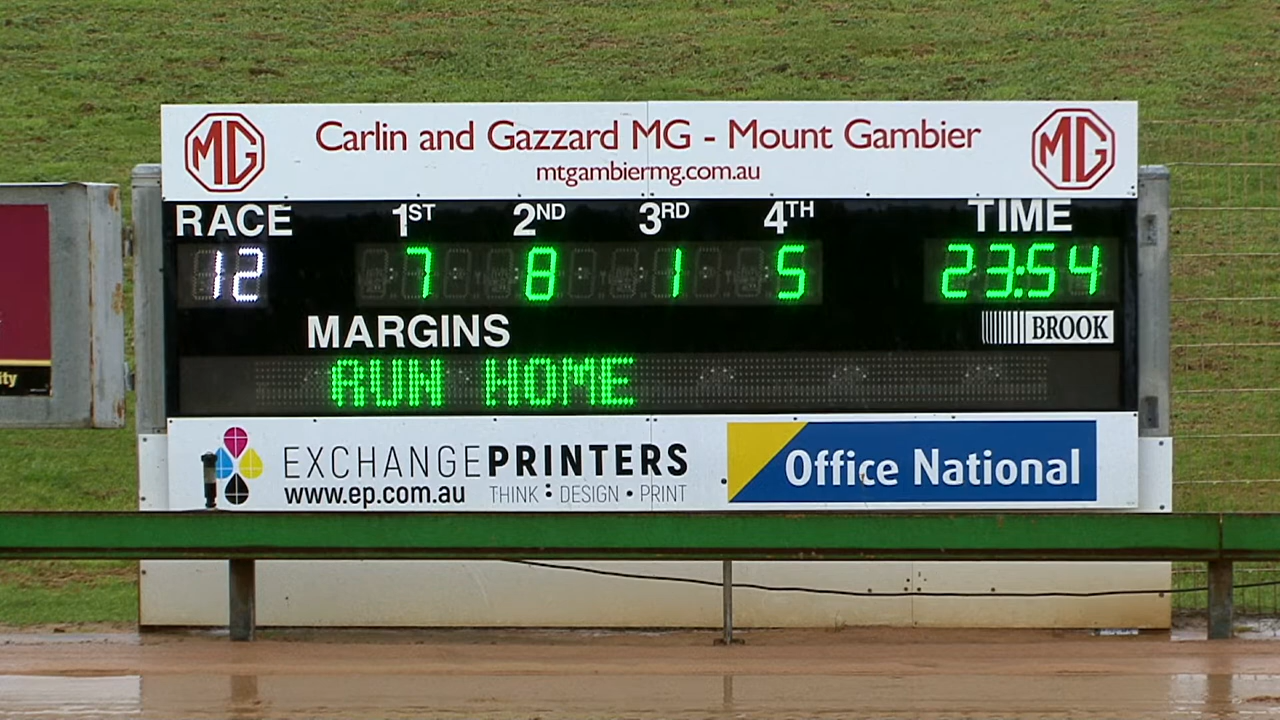 MG Carlin and Gazzard MG - Mount Gambier MG
mtgambiermg.com.au
RACE 1ST 2ND 3RD 4TH TIME
12 7 8 1 5 23:54
MARGINS BROOK
RUN HOME
EXCHANGEPRINTERS
www.ep.com.au THINK : DESIGN • PRINT
Office National
ity